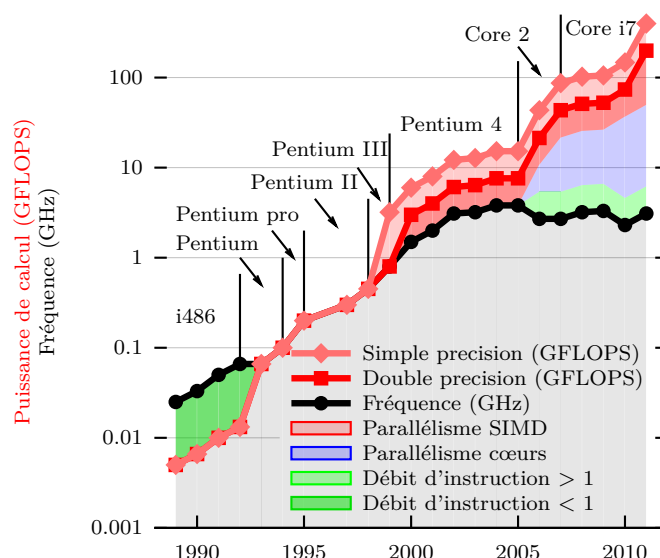 Puissance de calcul (GFLOPS)
Fréquence (GHz)
100
10
1
0.1
0.01
0.001
i486
Pentium
Pentium pro
Pentium II
Pentium III
Pentium 4
Core 2
Core i7
Simple precision (GFLOPS)
Double precision (GFLOPS)
Fréquence (GHz)
Parallélisme SIMD
Parallélisme cœurs
Débit d'instruction > 1
Débit d'instruction < 1
1990
1995
2000
2005
2010